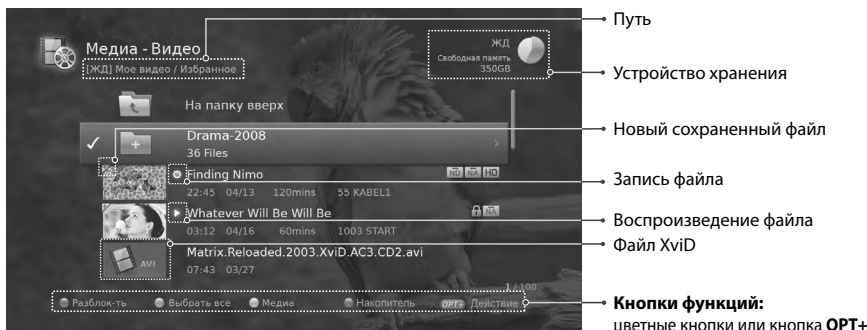 Медиа - Видео
[ЖД] Мое видео / Избранное
ЖД
Свободная память
350GB
На папку вверх
Drama-2008
36 Files
Finding Nimo ND NA HD
22:45 04/13 120mins 55 KABEL1
Whatever Will Be Will Be NA
03:12 04/16 60mins 1003 START
AVI
Matrix.Reloaded.2003.XviD.AC3.CD2.avi
07:43 03/27
1 / 100
Разблок-ть Выбрать все Медиа Накопитель OPT+ Действие
Путь
Устройство хранения
Новый сохраненный файл
Запись файла
Воспроизведение файла
Файл XviD
Кнопки функций:
цветные кнопки или кнопка OPT+